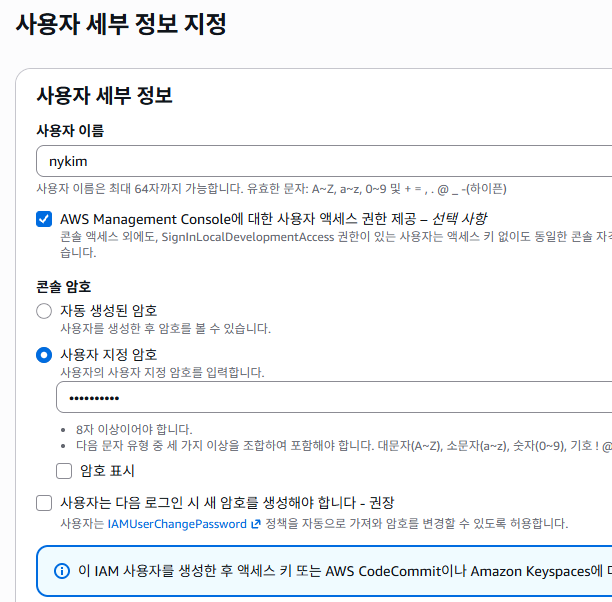 사용자 세부 정보 지정
사용자 세부 정보
사용자 이름
nykim
사용자 이름은 최대 64자까지 가능합니다. 유효한 문자: A~Z, a~z, 0~9 및 + = , . @ _ -(하이픈)
AWS Management Console에 대한 사용자 액세스 권한 제공 – 선택 사항
콘솔 액세스 외에도, SignInLocalDevelopmentAccess 권한이 있는 사용자는 액세스 키 없이도 동일한 콘솔 자격
습니다.
콘솔 암호
자동 생성된 암호
사용자를 생성한 후 암호를 볼 수 있습니다.
사용자 지정 암호
사용자의 사용자 지정 암호를 입력합니다.
••••••••••
• 8자 이상이어야 합니다.
• 다음 문자 유형 중 세 가지 이상을 조합하여 포함해야 합니다. 대문자(A~Z), 소문자(a~z), 숫자(0~9), 기호 ! @
암호 표시
사용자는 다음 로그인 시 새 암호를 생성해야 합니다 - 권장
사용자는 IAMUserChangePassword 정책을 자동으로 가져와 암호를 변경할 수 있도록 허용합니다.
이 IAM 사용자를 생성한 후 액세스 키 또는 AWS CodeCommit이나 Amazon Keyspaces에